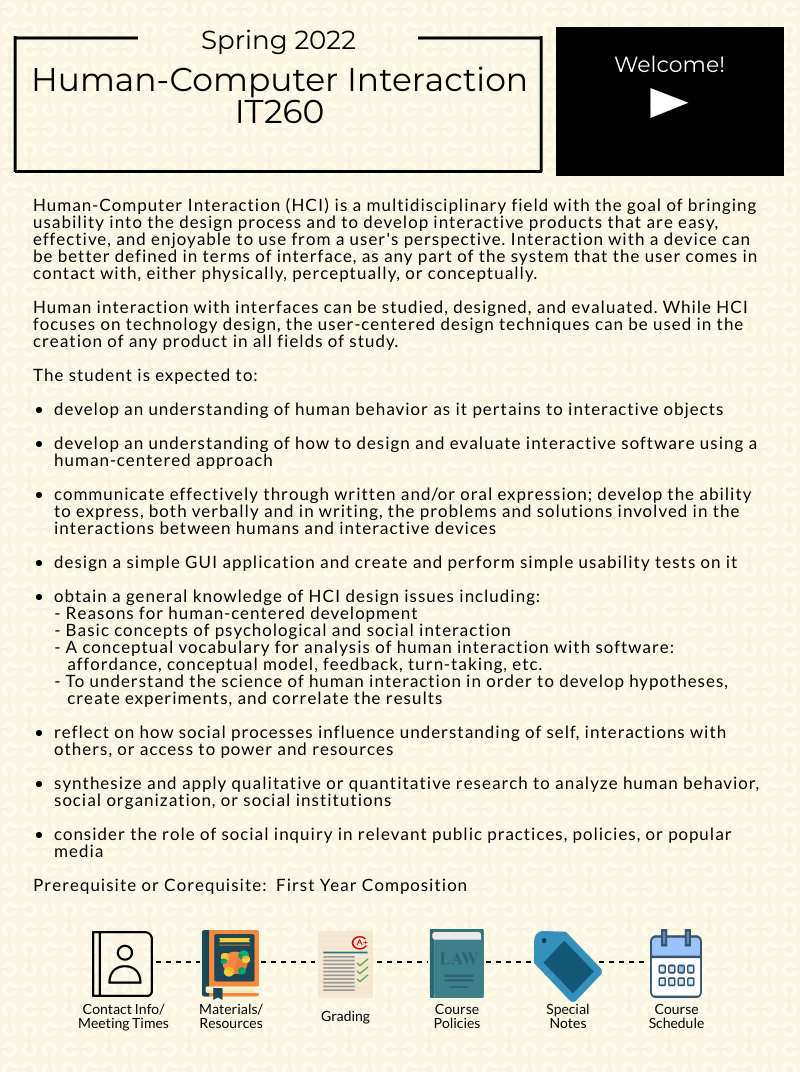 Spring 2022
Human-Computer Interaction
IT260
Welcome!
Human-Computer Interaction (HCI) is a multidisciplinary field with the goal of bringing
usability into the design process and to develop interactive products that are easy,
effective, and enjoyable to use from a user's perspective. Interaction with a device can
be better defined in terms of interface, as any part of the system that the user comes in
contact with, either physically, perceptually, or conceptually.
Human interaction with interfaces can be studied, designed, and evaluated. While HCI
focuses on technology design, the user-centered design techniques can be used in the
creation of any product in all fields of study.
The student is expected to:
• develop an understanding of human behavior as it pertains to interactive objects
• develop an understanding of how to design and evaluate interactive software using a
human-centered approach
• communicate effectively through written and/or oral expression; develop the ability
to express, both verbally and in writing, the problems and solutions involved in the
interactions between humans and interactive devices
• design a simple GUI application and create and perform simple usability tests on it
• obtain a general knowledge of HCI design issues including:
- Reasons for human-centered development
- Basic concepts of psychological and social interaction
- A conceptual vocabulary for analysis of human interaction with software:
affordance, conceptual model, feedback, turn-taking, etc.
- To understand the science of human interaction in order to develop hypotheses,
create experiments, and correlate the results
• reflect on how social processes influence understanding of self, interactions with
others, or access to power and resources
• synthesize and apply qualitative or quantitative research to analyze human behavior,
social organization, or social institutions
• consider the role of social inquiry in relevant public practices, policies, or popular
media
Prerequisite or Corequisite: First Year Composition
A+
LAW
Contact Info/
Meeting Times
Materials/
Resources
Grading
Course
Policies
Special
Notes
Course
Schedule